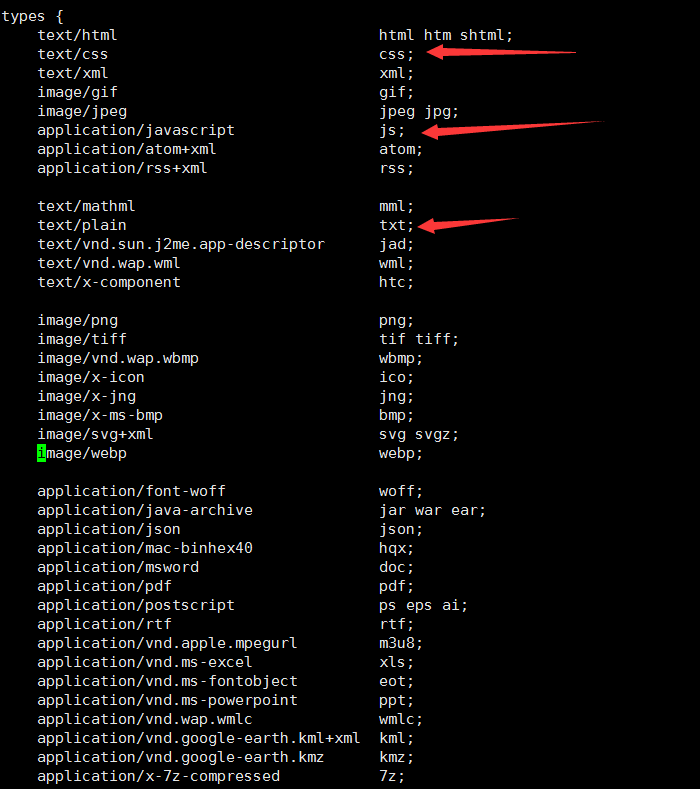 types {
text/html html htm shtml;
text/css css;
text/xml xml;
image/gif gif;
image/jpeg jpeg jpg;
application/javascript js;
application/atom+xml atom;
application/rss+xml rss;
text/mathml mml;
text/plain txt;
text/vnd.sun.j2me.app-descriptor jad;
text/vnd.wap.wml wml;
text/x-component htc;
image/png png;
image/tiff tif tiff;
image/vnd.wap.wbmp wbmp;
image/x-icon ico;
image/x-jng jng;
image/x-ms-bmp bmp;
image/svg+xml svg svgz;
image/webp webp;
application/font-woff woff;
application/java-archive jar war ear;
application/json json;
application/mac-binhex40 hqx;
application/msword doc;
application/pdf pdf;
application/postscript ps eps ai;
application/rtf rtf;
application/vnd.apple.mpegurl m3u8;
application/vnd.ms-excel xls;
application/vnd.ms-fontobject eot;
application/vnd.ms-powerpoint ppt;
application/vnd.wap.wmlc wmlc;
application/vnd.google-earth.kml+xml kml;
application/vnd.google-earth.kmz kmz;
application/x-7z-compressed 7z;